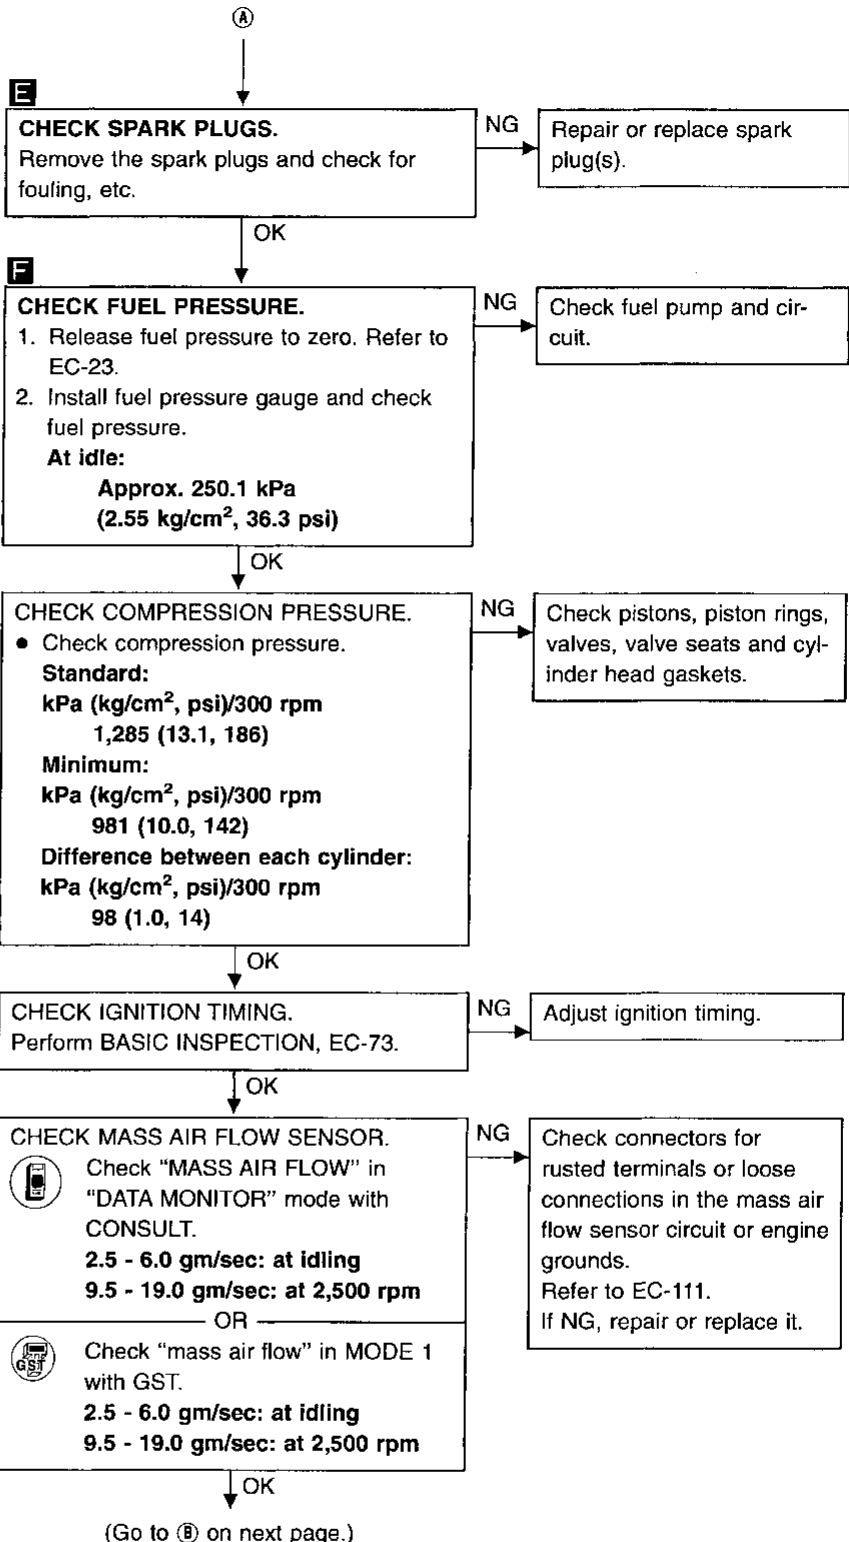 Ⓐ
E
CHECK SPARK PLUGS.
Remove the spark plugs and check for
fouling, etc.
NG
Repair or replace spark
plug(s).
OK
F
CHECK FUEL PRESSURE.
1. Release fuel pressure to zero. Refer to
EC-23.
2. Install fuel pressure gauge and check
fuel pressure.
At idle:
Approx. 250.1 kPa
(2.55 kg/cm², 36.3 psi)
NG
Check fuel pump and cir-
cuit.
OK
CHECK COMPRESSION PRESSURE.
● Check compression pressure.
Standard:
kPa (kg/cm², psi)/300 rpm
1,285 (13.1, 186)
Minimum:
kPa (kg/cm², psi)/300 rpm
981 (10.0, 142)
Difference between each cylinder:
kPa (kg/cm², psi)/300 rpm
98 (1.0, 14)
NG
Check pistons, piston rings,
valves, valve seats and cyl-
inder head gaskets.
OK
CHECK IGNITION TIMING.
Perform BASIC INSPECTION, EC-73.
NG
Adjust ignition timing.
OK
CHECK MASS AIR FLOW SENSOR.
Check “MASS AIR FLOW” in
“DATA MONITOR” mode with
CONSULT.
2.5 - 6.0 gm/sec: at idling
9.5 - 19.0 gm/sec: at 2,500 rpm
OR
GST
Check “mass air flow” in MODE 1
with GST.
2.5 - 6.0 gm/sec: at idling
9.5 - 19.0 gm/sec: at 2,500 rpm
NG
Check connectors for
rusted terminals or loose
connections in the mass air
flow sensor circuit or engine
grounds.
Refer to EC-111.
If NG, repair or replace it.
OK
(Go to Ⓑ on next page.)